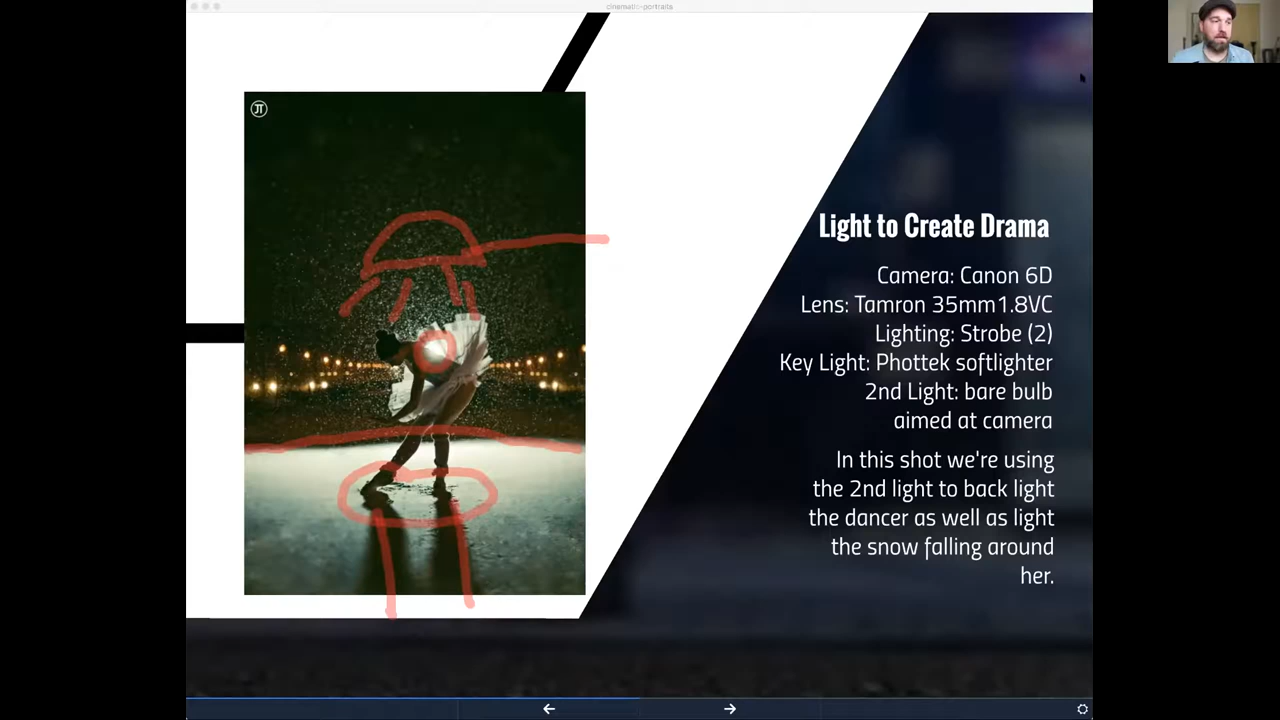 cinematic-portraits
Light to Create Drama
Camera: Canon 6D
Lens: Tamron 35mm1.8VC
Lighting: Strobe (2)
Key Light: Phottek softlighter
2nd Light: bare bulb
aimed at camera
In this shot we're using
the 2nd light to back light
the dancer as well as light
the snow falling around
her.